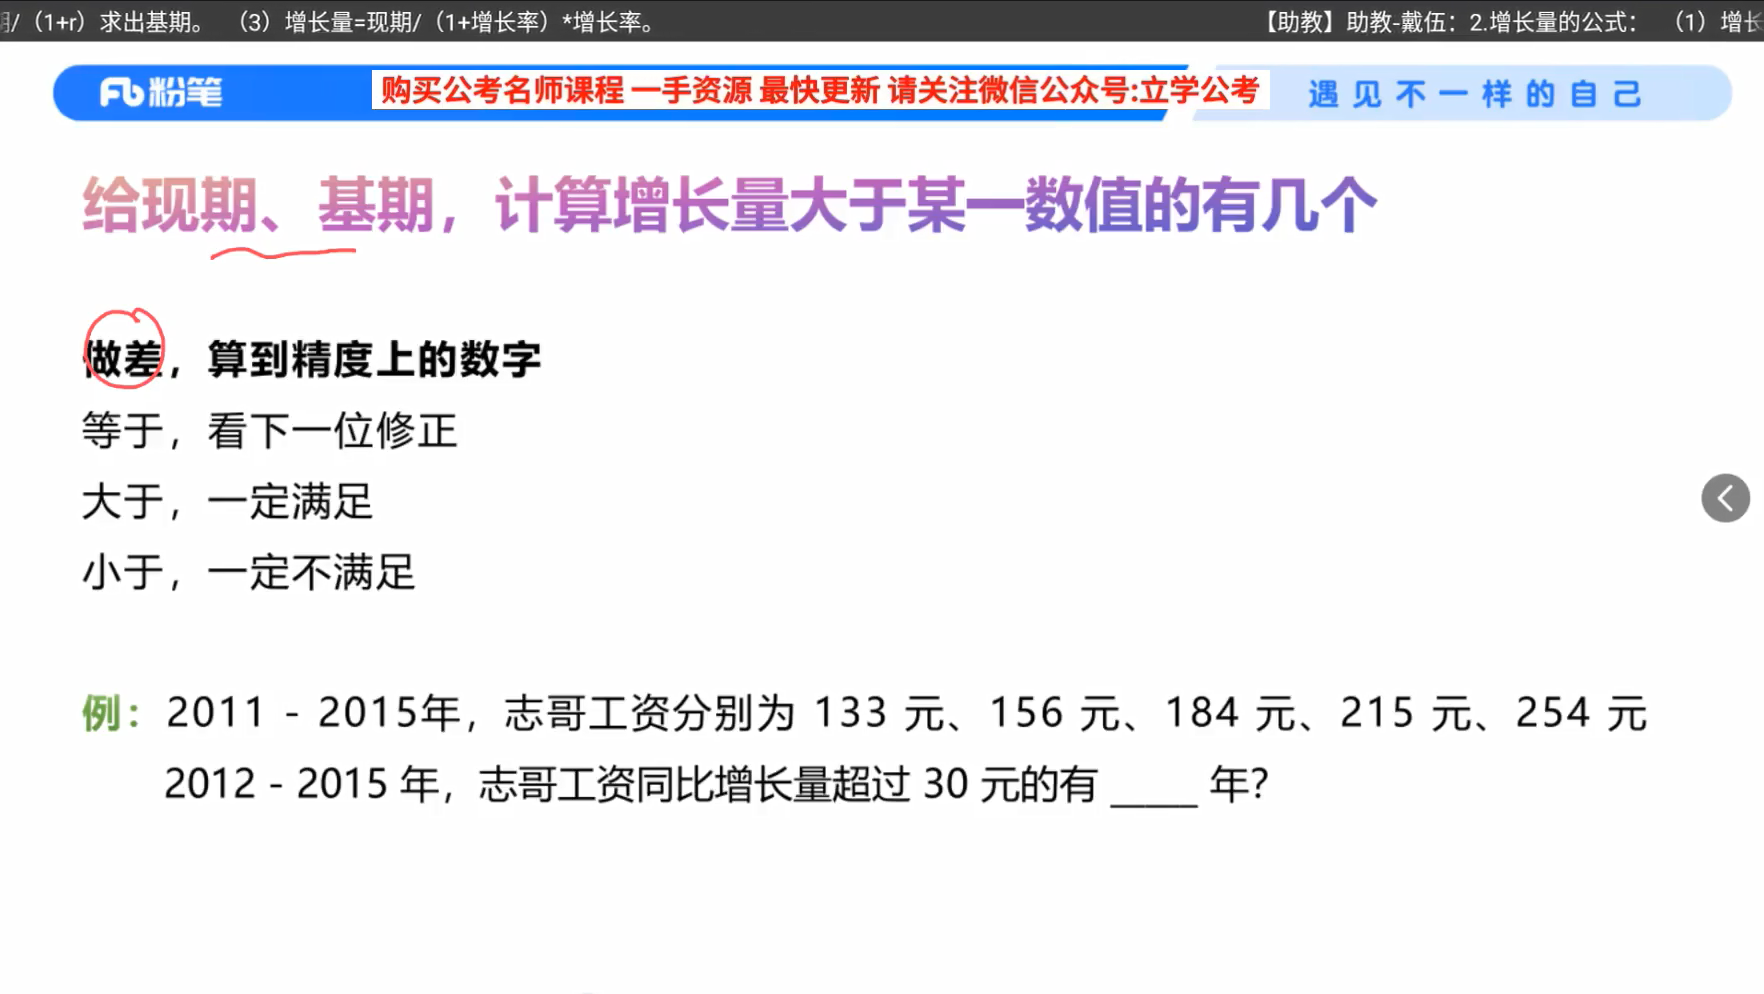 /（1+r）求出基期。 （3）增长量=现期/（1+增长率）*增长率。 【助教】助教-戴伍：2.增长量的公式： （1）增长
粉笔
购买公考名师课程 一手资源 最快更新 请关注微信公众号:立学公考
遇见不一样的自己
给现期、基期，计算增长量大于某一数值的有几个
做差，算到精度上的数字
等于，看下一位修正
大于，一定满足
小于，一定不满足
例：2011 - 2015年，志哥工资分别为 133 元、156 元、184 元、215 元、254 元
2012 - 2015 年，志哥工资同比增长量超过 30 元的有 ____ 年？